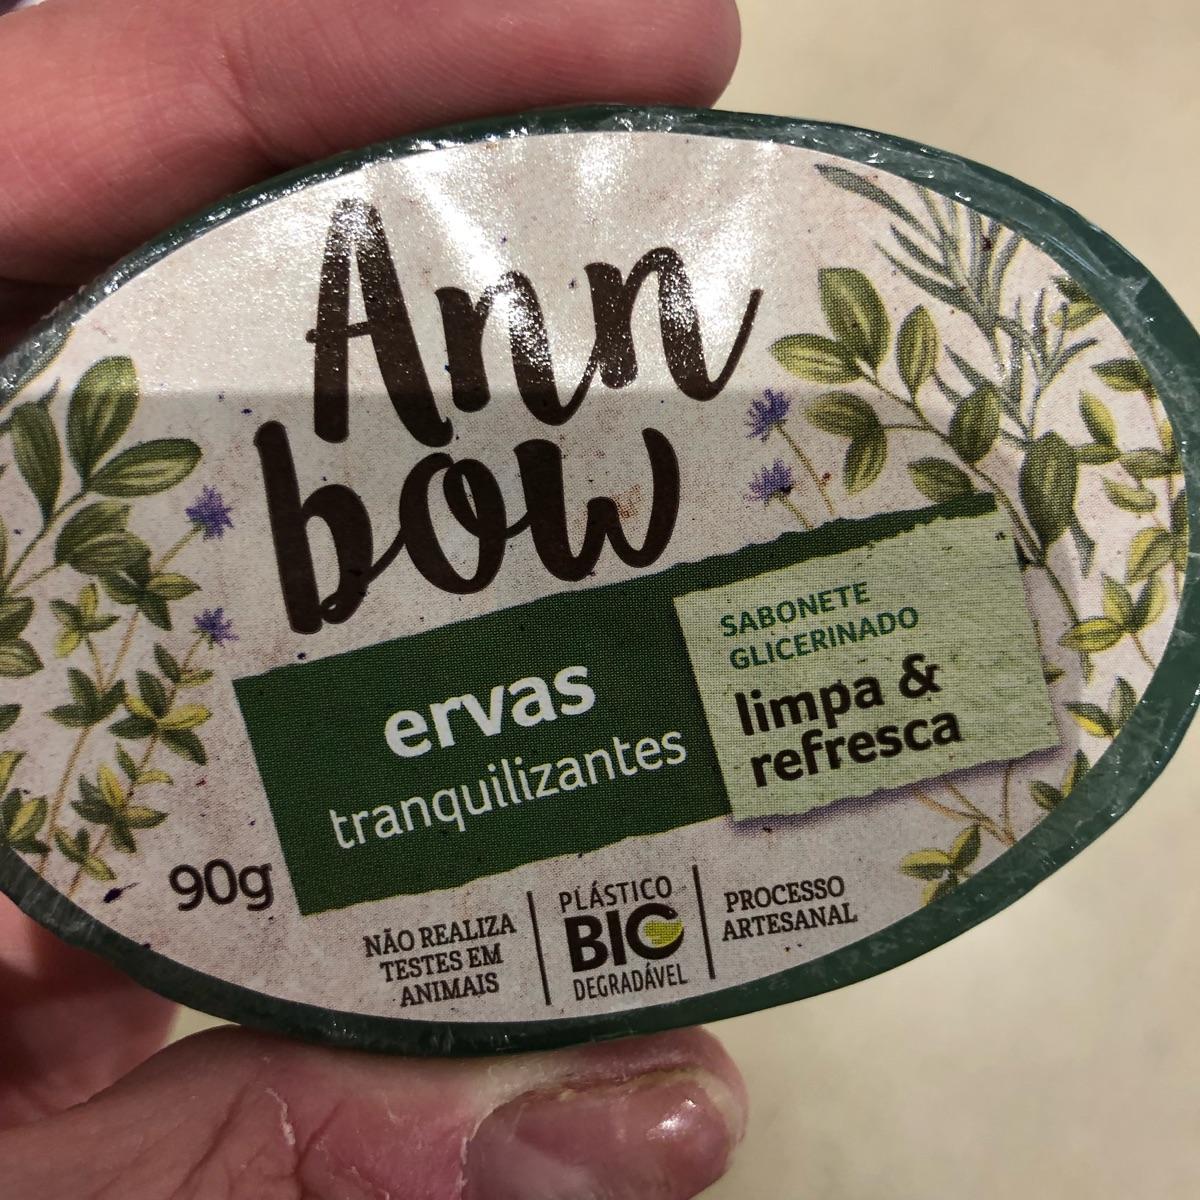 Ann
bow
ervas
tranquilizantes
SABONETE
GLICERINADO
limpa &
refresca
90g
NÃO REALIZA
TESTES EM
ANIMAIS
PLÁSTICO
BIO
DEGRADÁVEL
PROCESSO
ARTESANAL